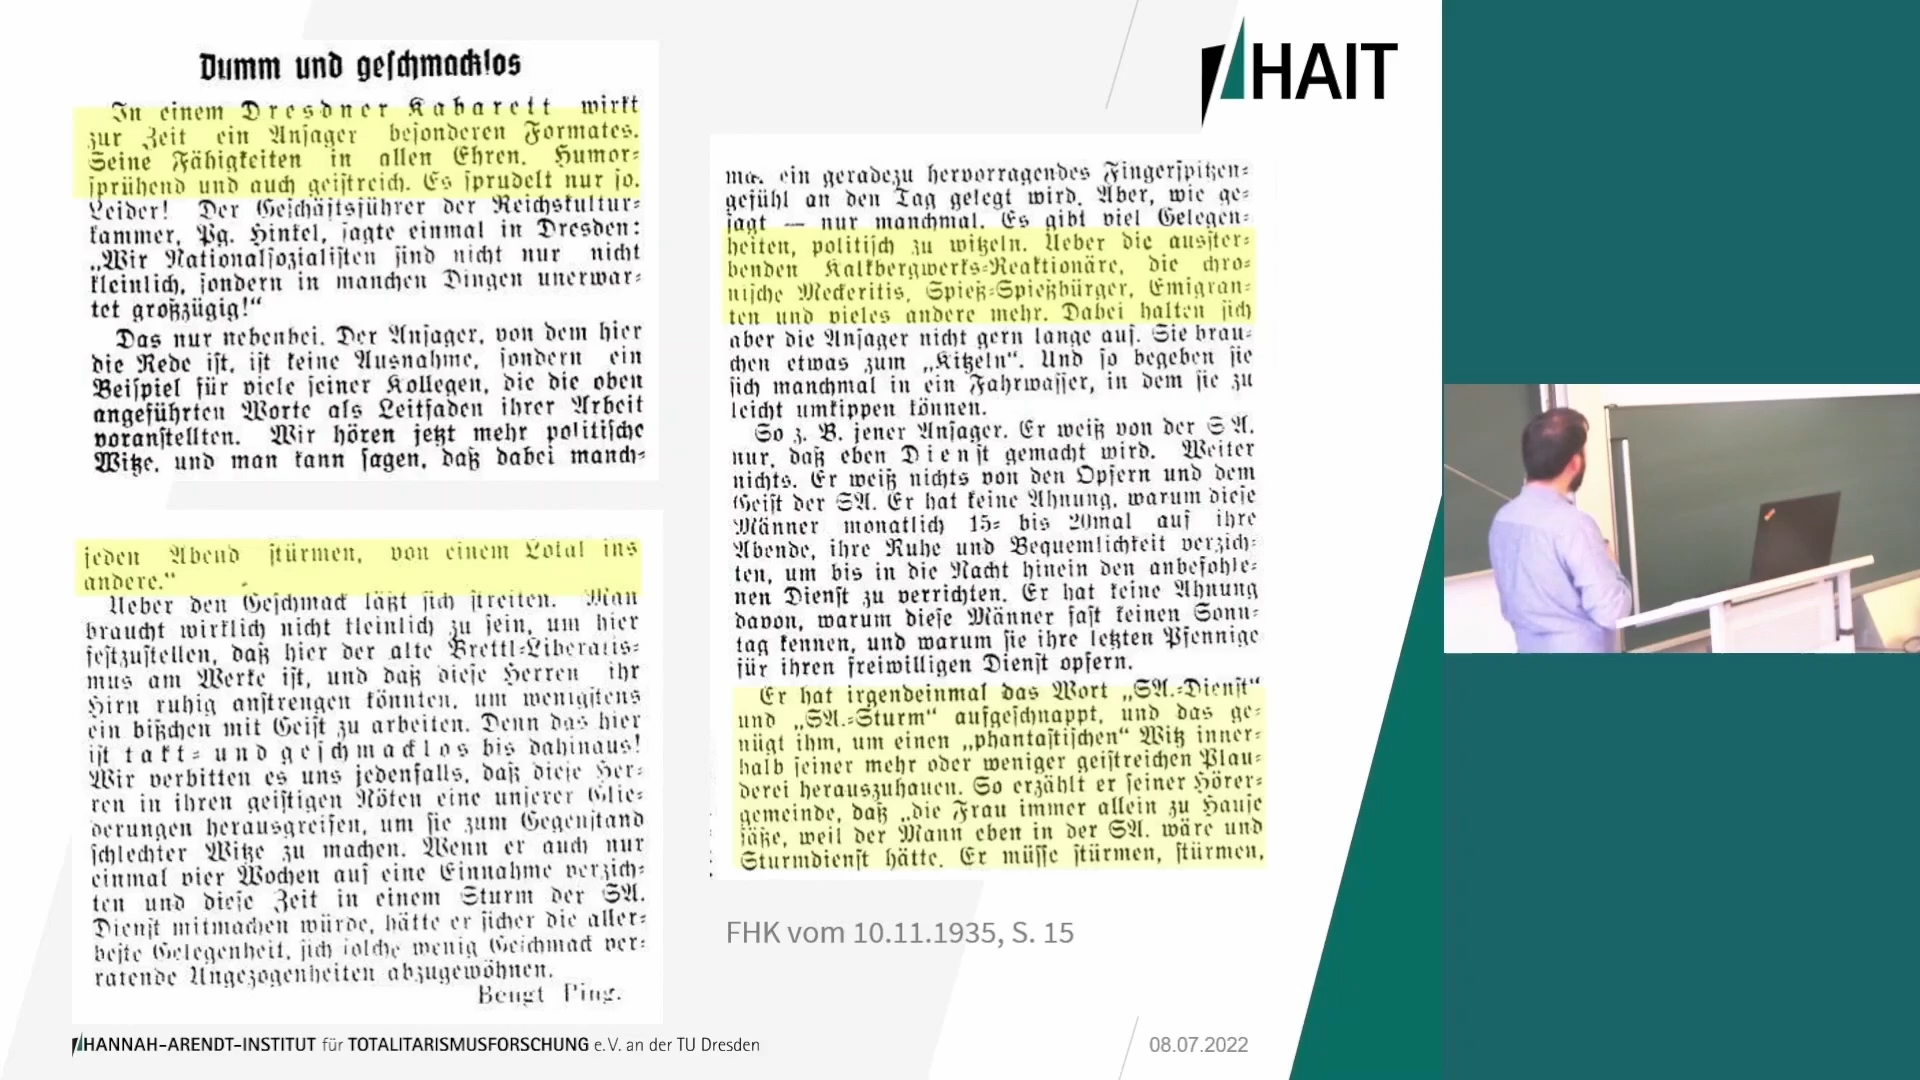 Dumm und geschmacklos
In einem Dresdner Kabarett wirkt
zur Zeit ein Ansager besonderen Formates.
Seine Fähigkeiten in allen Ehren. Humor-
sprühend und auch geistreich. Es sprudelt nur so.
Leider! Der Geschäftsführer der Reichskultur-
kammer, Pg. Hinkel, sagte einmal in Dresden:
„Wir Nationalsozialisten sind nicht nur nicht
kleinlich, sondern in manchen Dingen unerwar-
tet großzügig!“
Das nur nebenbei. Der Ansager, von dem hier
die Rede ist, ist keine Ausnahme, sondern ein
Beispiel für viele seiner Kollegen, die die oben
angeführten Worte als Leitfaden ihrer Arbeit
voranstellten. Wir hören jetzt mehr politische
Witze, und man kann sagen, daß dabei manch-
mal ein geradezu hervorragendes Fingerspitzen-
gefühl an den Tag gelegt wird. Aber, wie ge-
sagt — nur manchmal. Es gibt viel Gelegen-
heiten, politisch zu witzeln. Ueber die ausster-
benden Kalkbergwerks-Reaktionäre, die chro-
nische Meckeritis, Spieß-Spießbürger, Emigran-
ten und vieles andere mehr. Dabei halten sich
aber die Ansager nicht gern lange auf. Sie brau-
chen etwas zum „Kitzeln“. Und so begeben sie
sich manchmal in ein Fahrwasser, in dem sie zu
leicht umkippen können.
So z. B. jener Ansager. Er weiß von der SA.
nur, daß eben Dienst gemacht wird. Weiter
nichts. Er weiß nichts von den Opfern und dem
Geist der SA. Er hat keine Ahnung, warum diese
Männer monatlich 15- bis 20mal auf ihre
Abende, ihre Ruhe und Bequemlichkeit verzich-
ten, um bis in die Nacht hinein den anbefohle-
nen Dienst zu verrichten. Er hat keine Ahnung
davon, warum diese Männer fast keinen Sonn-
tag kennen, und warum sie ihre letzten Pfennige
für ihren freiwilligen Dienst opfern.
Er hat irgendeinmal das Wort „SA.-Dienst“
und „SA.-Sturm“ aufgeschnappt, und das ge-
nügt ihm, um einen „phantastischen“ Witz inner-
halb seiner mehr oder weniger geistreichen Plau-
derei herauszuhauen. So erzählt er seiner Hörer-
gemeinde, daß „die Frau immer allein zu Hause
säße, weil der Mann eben in der SA. wäre und
Sturmdienst hätte. Er müsse stürmen, stürmen,
jeden Abend stürmen, von einem Lokal ins
andere.“
Ueber den Geschmack läßt sich streiten. Man
braucht wirklich nicht kleinlich zu sein, um hier
festzustellen, daß hier der alte Brettl-Liberalis-
mus am Werke ist, und daß diese Herren ihr
Hirn ruhig anstrengen könnten, um wenigstens
ein bißchen mit Geist zu arbeiten. Denn das hier
ist takt- und geschmacklos bis dahinaus!
Wir verbitten es uns jedenfalls, daß diese Her-
ren in ihren geistigen Nöten eine unserer Glie-
derungen herausgreifen, um sie zum Gegenstand
schlechter Witze zu machen. Wenn er auch nur
einmal vier Wochen auf eine Einnahme verzich-
ten und diese Zeit in einem Sturm der SA.
Dienst mitmachen würde, hätte er sicher die aller-
beste Gelegenheit, sich solche wenig Geschmack ver-
ratende Ungezogenheiten abzugewöhnen.
Bengt Ping.
FHK vom 10.11.1935, S. 15
HAIT
HANNAH-ARENDT-INSTITUT für TOTALITARISMUSFORSCHUNG e.V. an der TU Dresden
08.07.2022